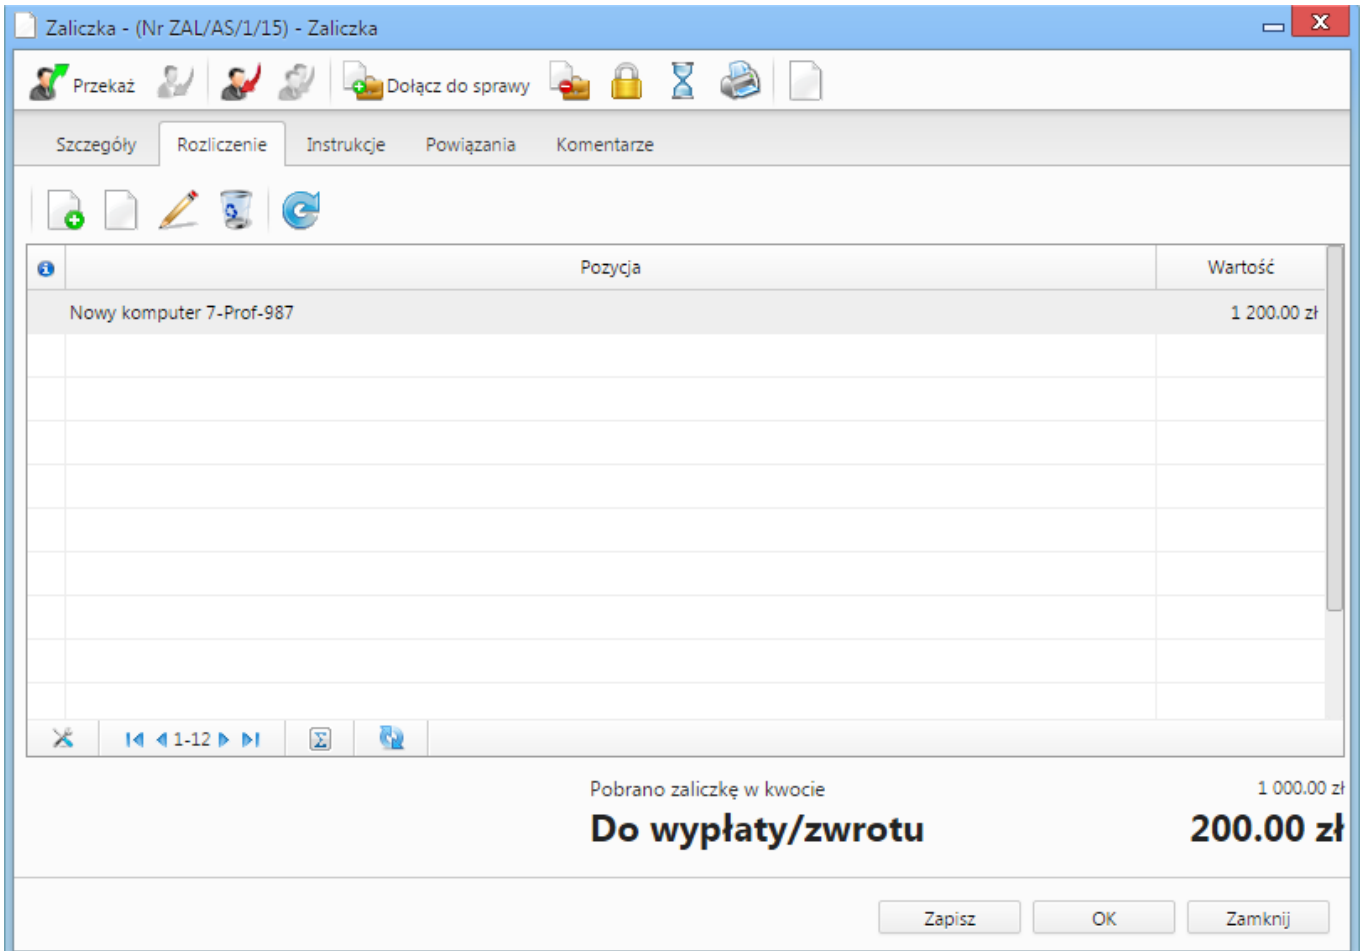 Zaliczka - (Nr ZAL/AS/1/15) - Zaliczka
Przekaż Dołącz do sprawy
Szczegóły Rozliczenie Instrukcje Powiązania Komentarze
Pozycja Wartość
Nowy komputer 7-Prof-987 1 200.00 zł
1-12
Pobrano zaliczkę w kwocie 1 000.00 zł
Do wypłaty/zwrotu 200.00 zł
Zapisz OK Zamknij